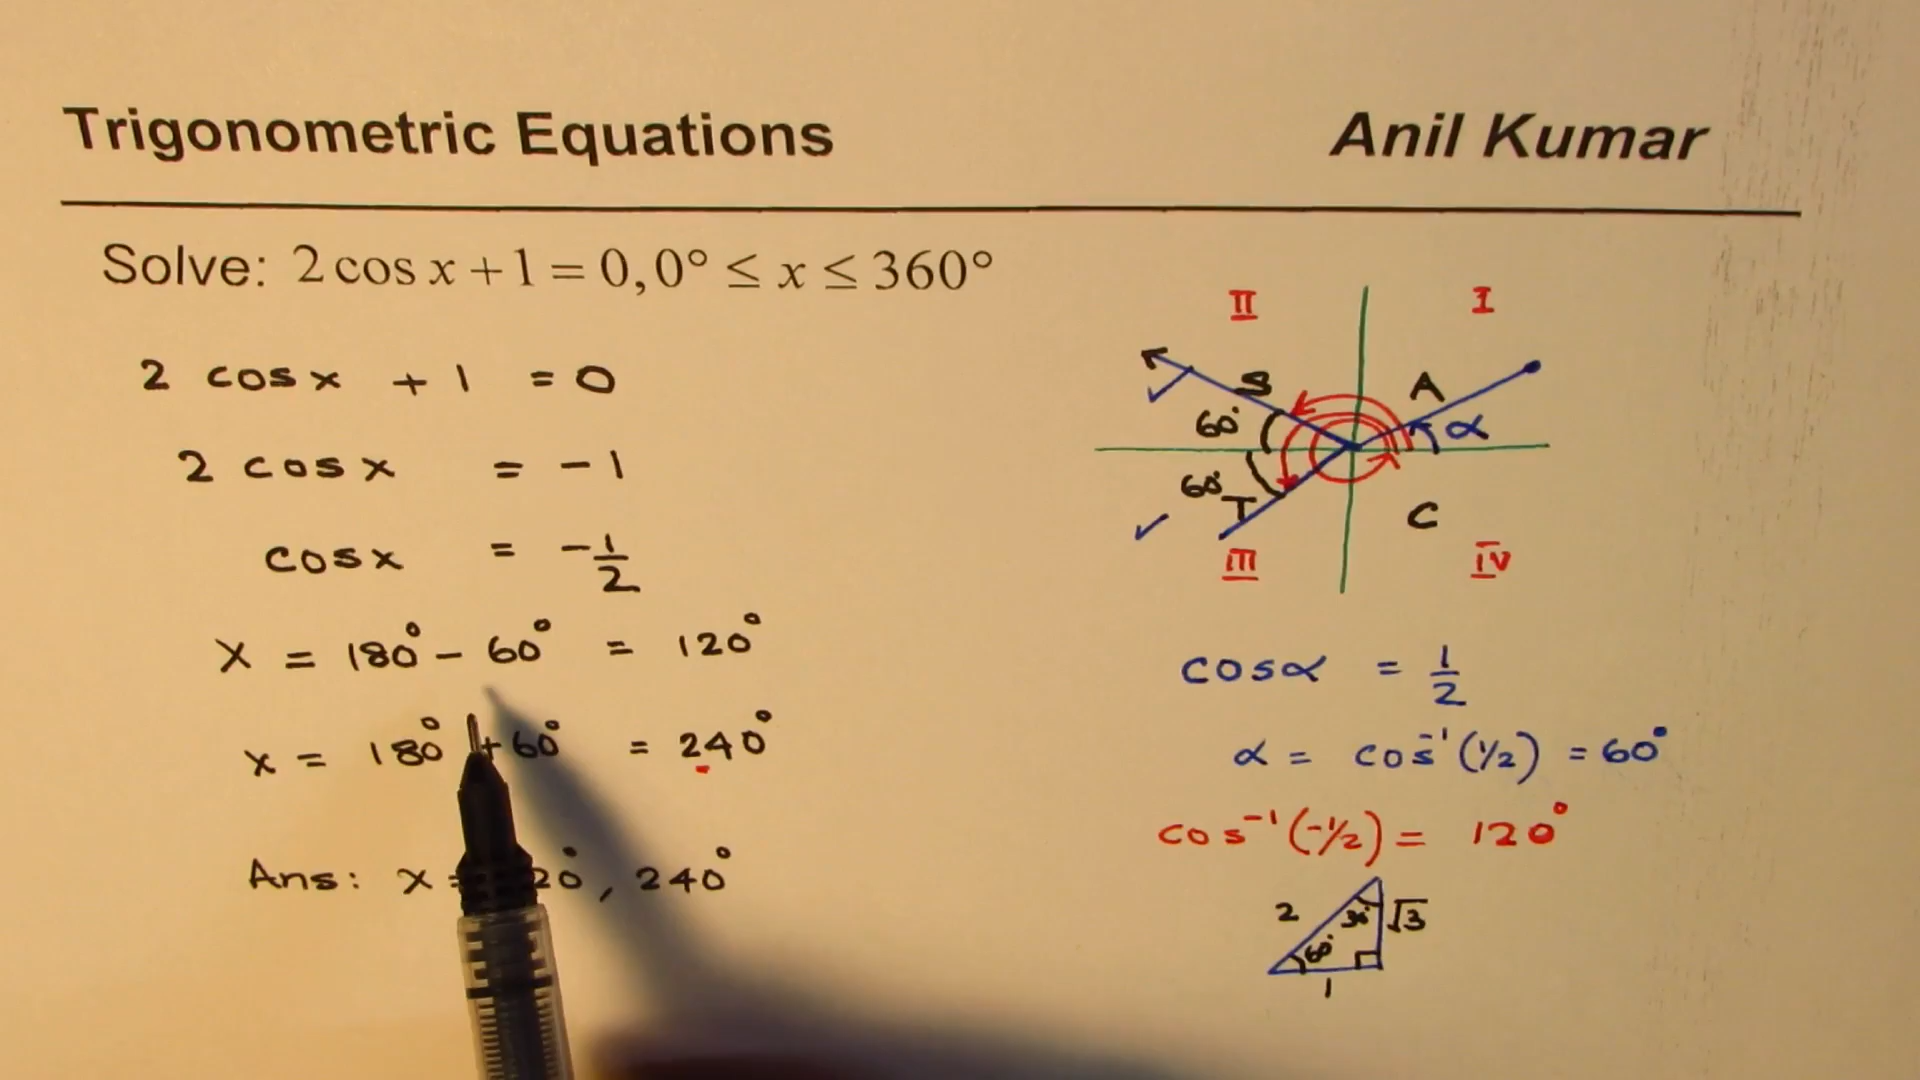 Trigonometric Equations Anil Kumar
Solve: 2 cos x + 1 = 0, 0° ≤ x ≤ 360°
2 cos x + 1 = 0
2 cos x = -1
cos x = -1/2
x = 180° - 60° = 120°
x = 180° + 60° = 240°
Ans: x 20°, 240°
II I
S A
60° α
60° T C
III IV
cos α = 1/2
α = cos⁻¹(1/2) = 60°
cos⁻¹(-1/2) = 120°
2 30° √3
60°
1